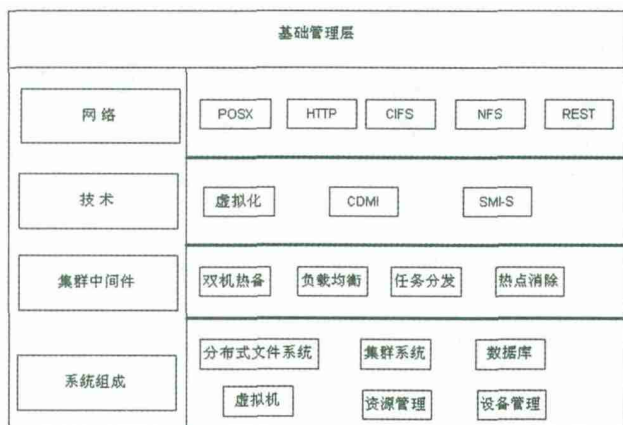 基础管理层
网络
POSX
HTTP
CIFS
NFS
REST
技术
虚拟化
CDMI
SMI-S
集群中间件
双机热备
负载均衡
任务分发
热点消除
系统组成
分布式文件系统
集群系统
数据库
虚拟机
资源管理
设备管理